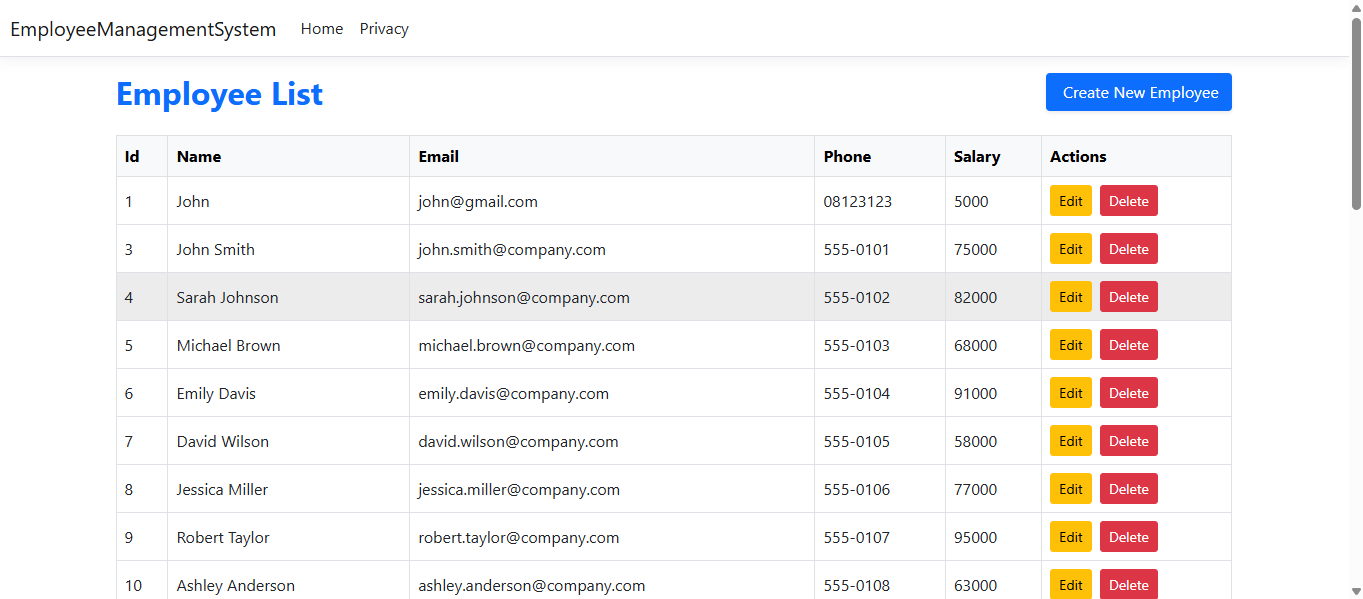 EmployeeManagementSystem Home Privacy
Employee List Create New Employee
Id Name Email Phone Salary Actions
1 John john@gmail.com 08123123 5000 Edit Delete
3 John Smith john.smith@company.com 555-0101 75000 Edit Delete
4 Sarah Johnson sarah.johnson@company.com 555-0102 82000 Edit Delete
5 Michael Brown michael.brown@company.com 555-0103 68000 Edit Delete
6 Emily Davis emily.davis@company.com 555-0104 91000 Edit Delete
7 David Wilson david.wilson@company.com 555-0105 58000 Edit Delete
8 Jessica Miller jessica.miller@company.com 555-0106 77000 Edit Delete
9 Robert Taylor robert.taylor@company.com 555-0107 95000 Edit Delete
10 Ashley Anderson ashley.anderson@company.com 555-0108 63000 Edit Delete